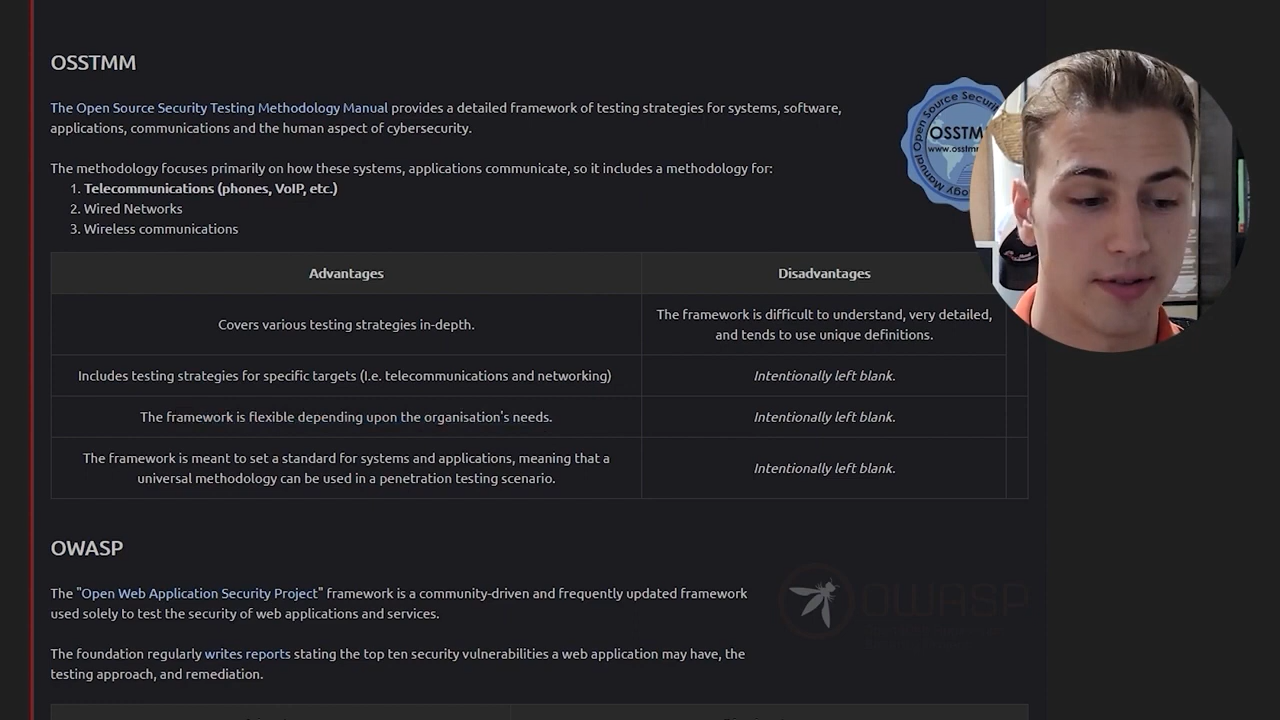 OSSTMM
The Open Source Security Testing Methodology Manual provides a detailed framework of testing strategies for systems, software,
applications, communications and the human aspect of cybersecurity.
Open Source
OSSTM
www.osstm
Manual
The methodology focuses primarily on how these systems, applications communicate, so it includes a methodology for:
1. Telecommunications (phones, VoIP, etc.)
2. Wired Networks
3. Wireless communications
Advantages Disadvantages
Covers various testing strategies in-depth. The framework is difficult to understand, very detailed,
and tends to use unique definitions.
Includes testing strategies for specific targets (I.e. telecommunications and networking) Intentionally left blank.
The framework is flexible depending upon the organisation's needs. Intentionally left blank.
The framework is meant to set a standard for systems and applications, meaning that a
universal methodology can be used in a penetration testing scenario. Intentionally left blank.
OWASP
The "Open Web Application Security Project" framework is a community-driven and frequently updated framework
used solely to test the security of web applications and services.
OWASP
The foundation regularly writes reports stating the top ten security vulnerabilities a web application may have, the
testing approach, and remediation.